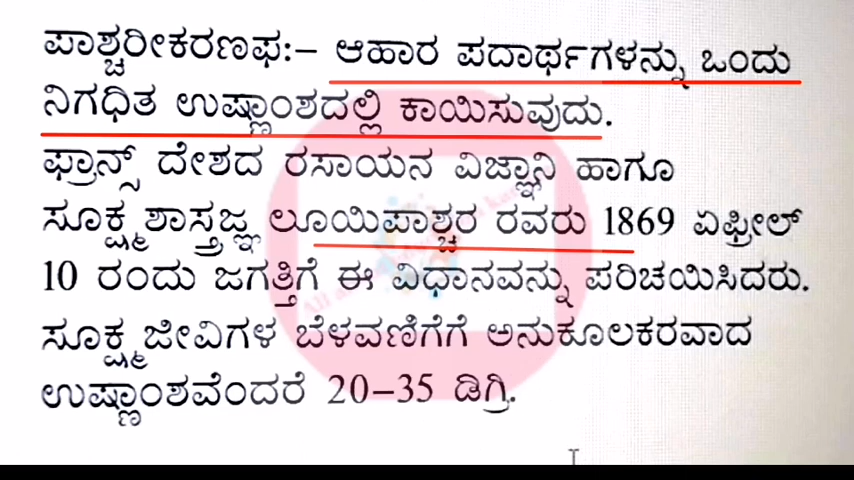 ಪಾಶ್ಚರೀಕರಣಫ:– ಆಹಾರ ಪದಾರ್ಥಗಳನ್ನು ಒಂದು
ನಿಗಧಿತ ಉಷ್ಣಾಂಶದಲ್ಲಿ ಕಾಯಿಸುವುದು.
ಫ್ರಾನ್ಸ್ ದೇಶದ ರಸಾಯನ ವಿಜ್ಞಾನಿ ಹಾಗೂ
ಸೂಕ್ಷ್ಮಶಾಸ್ತ್ರಜ್ಞ ಲೂಯಿಪಾಶ್ಚರ ರವರು 1869 ಏಫ್ರೀಲ್
10 ರಂದು ಜಗತ್ತಿಗೆ ಈ ವಿಧಾನವನ್ನು ಪರಿಚಯಿಸಿದರು.
ಸೂಕ್ಷ್ಮಜೀವಿಗಳ ಬೆಳವಣಿಗೆಗೆ ಅನುಕೂಲಕರವಾದ
ಉಷ್ಣಾಂಶವೆಂದರೆ 20–35 ಡಿಗ್ರಿ.